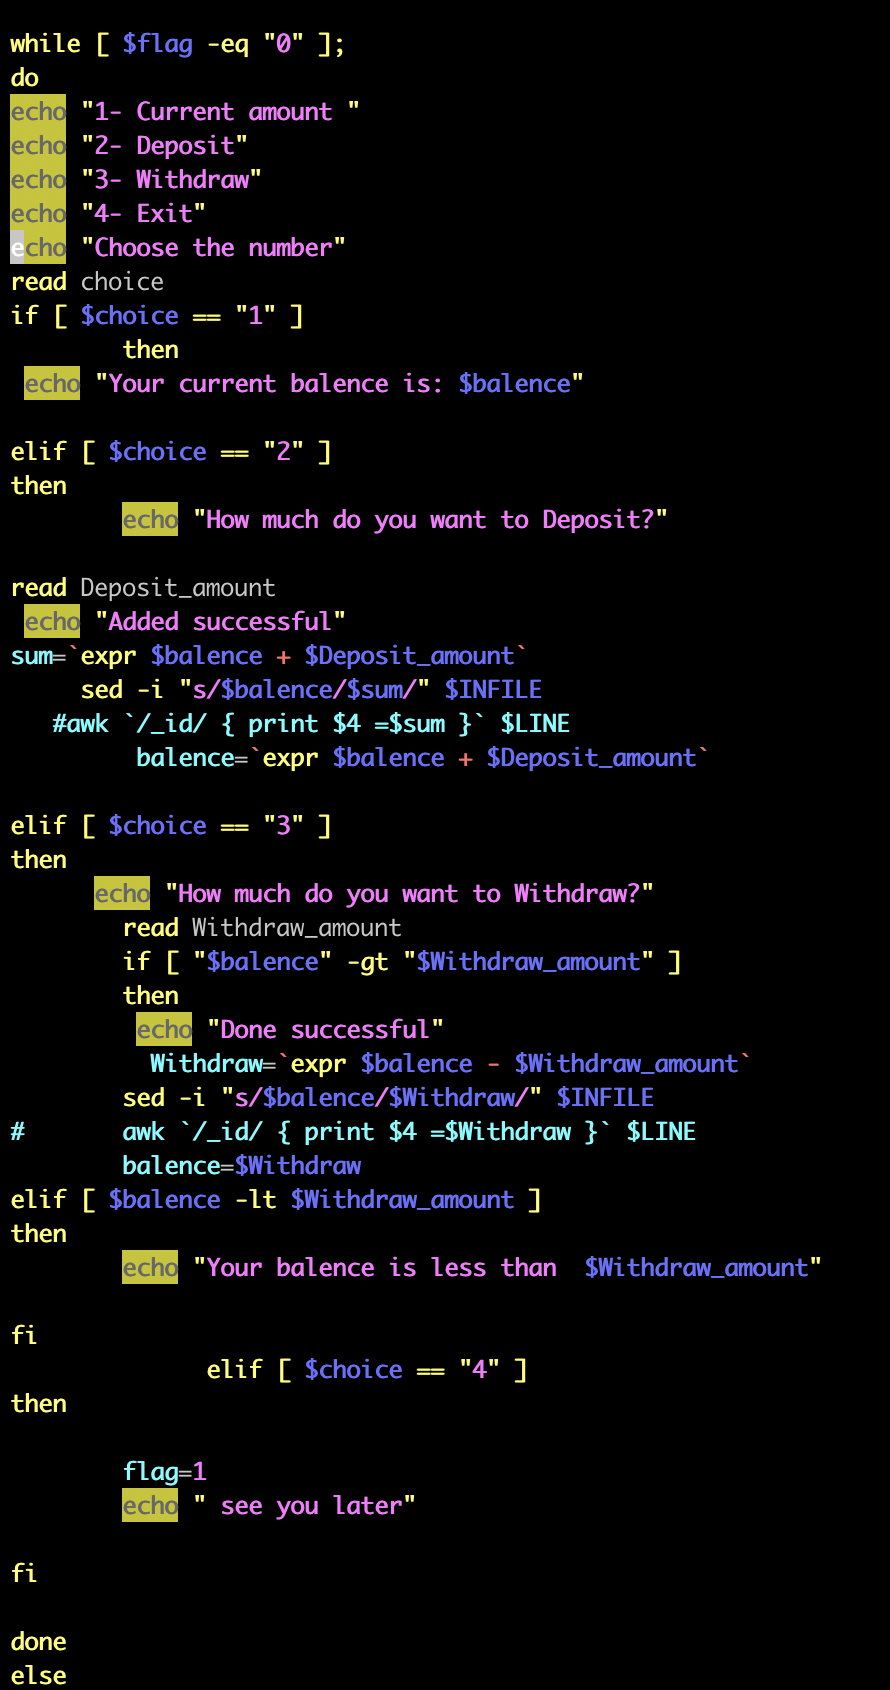 while [ $flag -eq "0" ];
do
echo "1- Current amount "
echo "2- Deposit"
echo "3- Withdraw"
echo "4- Exit"
echo "Choose the number"
read choice
if [ $choice == "1" ]
        then
 echo "Your current balence is: $balence"

elif [ $choice == "2" ]
then
        echo "How much do you want to Deposit?"

read Deposit_amount
 echo "Added successful"
sum=`expr $balence + $Deposit_amount`
     sed -i "s/$balence/$sum/" $INFILE
   #awk `/_id/ { print $4 =$sum }` $LINE
         balence=`expr $balence + $Deposit_amount`

elif [ $choice == "3" ]
then
      echo "How much do you want to Withdraw?"
        read Withdraw_amount
        if [ "$balence" -gt "$Withdraw_amount" ]
        then
         echo "Done successful"
          Withdraw=`expr $balence - $Withdraw_amount`
        sed -i "s/$balence/$Withdraw/" $INFILE
#       awk `/_id/ { print $4 =$Withdraw }` $LINE
        balence=$Withdraw
elif [ $balence -lt $Withdraw_amount ]
then
        echo "Your balence is less than  $Withdraw_amount"

fi
              elif [ $choice == "4" ]
then

        flag=1
        echo " see you later"

fi

done
else